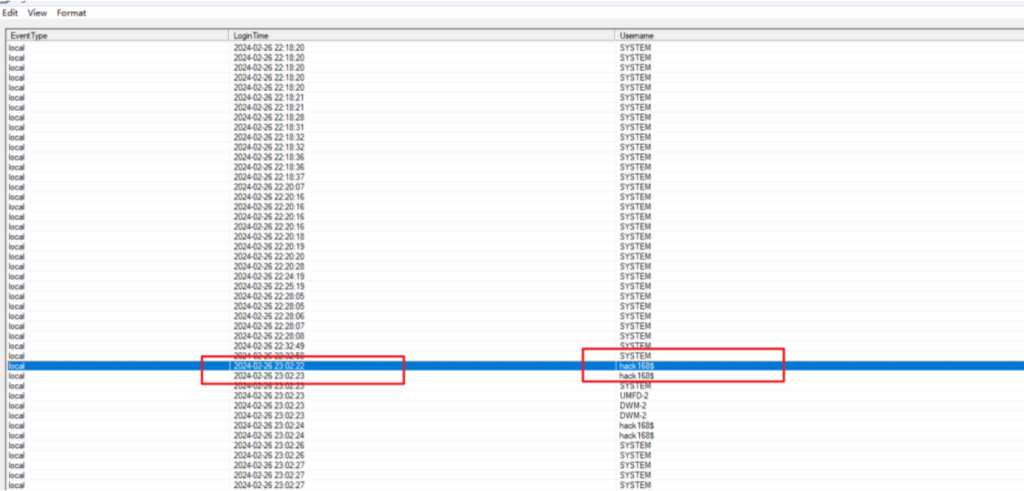 Edit View Format
EventType LoginTime Username
local 2024-02-26 22:18:20 SYSTEM
local 2024-02-26 22:18:20 SYSTEM
local 2024-02-26 22:18:20 SYSTEM
local 2024-02-26 22:18:20 SYSTEM
local 2024-02-26 22:18:20 SYSTEM
local 2024-02-26 22:18:21 SYSTEM
local 2024-02-26 22:18:21 SYSTEM
local 2024-02-26 22:18:28 SYSTEM
local 2024-02-26 22:18:31 SYSTEM
local 2024-02-26 22:18:32 SYSTEM
local 2024-02-26 22:18:32 SYSTEM
local 2024-02-26 22:18:36 SYSTEM
local 2024-02-26 22:18:36 SYSTEM
local 2024-02-26 22:18:37 SYSTEM
local 2024-02-26 22:20:07 SYSTEM
local 2024-02-26 22:20:16 SYSTEM
local 2024-02-26 22:20:16 SYSTEM
local 2024-02-26 22:20:16 SYSTEM
local 2024-02-26 22:20:16 SYSTEM
local 2024-02-26 22:20:18 SYSTEM
local 2024-02-26 22:20:19 SYSTEM
local 2024-02-26 22:20:20 SYSTEM
local 2024-02-26 22:20:28 SYSTEM
local 2024-02-26 22:24:19 SYSTEM
local 2024-02-26 22:25:19 SYSTEM
local 2024-02-26 22:28:05 SYSTEM
local 2024-02-26 22:28:05 SYSTEM
local 2024-02-26 22:28:06 SYSTEM
local 2024-02-26 22:28:07 SYSTEM
local 2024-02-26 22:28:08 SYSTEM
local 2024-02-26 22:32:49 SYSTEM
local 2024-02-26 SYSTEM
local 2024-02-26 23:02:22 hack168$
local 2024-02-26 23:02:23 hack168$
local 2024-02-26 23:02:23 SYSTEM
local 2024-02-26 23:02:23 UMFD-2
local 2024-02-26 23:02:23 DWM-2
local 2024-02-26 23:02:23 DWM-2
local 2024-02-26 23:02:24 hack168$
local 2024-02-26 23:02:24 hack168$
local 2024-02-26 23:02:26 SYSTEM
local 2024-02-26 23:02:26 SYSTEM
local 2024-02-26 23:02:27 SYSTEM
local 2024-02-26 23:02:27 SYSTEM
local 2024-02-26 23:02:27 SYSTEM